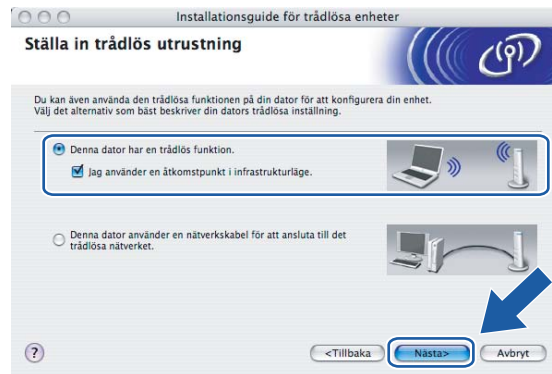 Installationsguide för trådlösa enheter
Ställa in trådlös utrustning
Du kan även använda den trådlösa funktionen på din dator för att konfigurera din enhet.
Välj det alternativ som bäst beskriver din dators trådlösa inställning.
Denna dator har en trådlös funktion.
Jag använder en åtkomstpunkt i infrastrukturläge.
Denna dator använder en nätverkskabel för att ansluta till det
trådlösa nätverket.
?
<Tillbaka
Nästa>
Avbryt